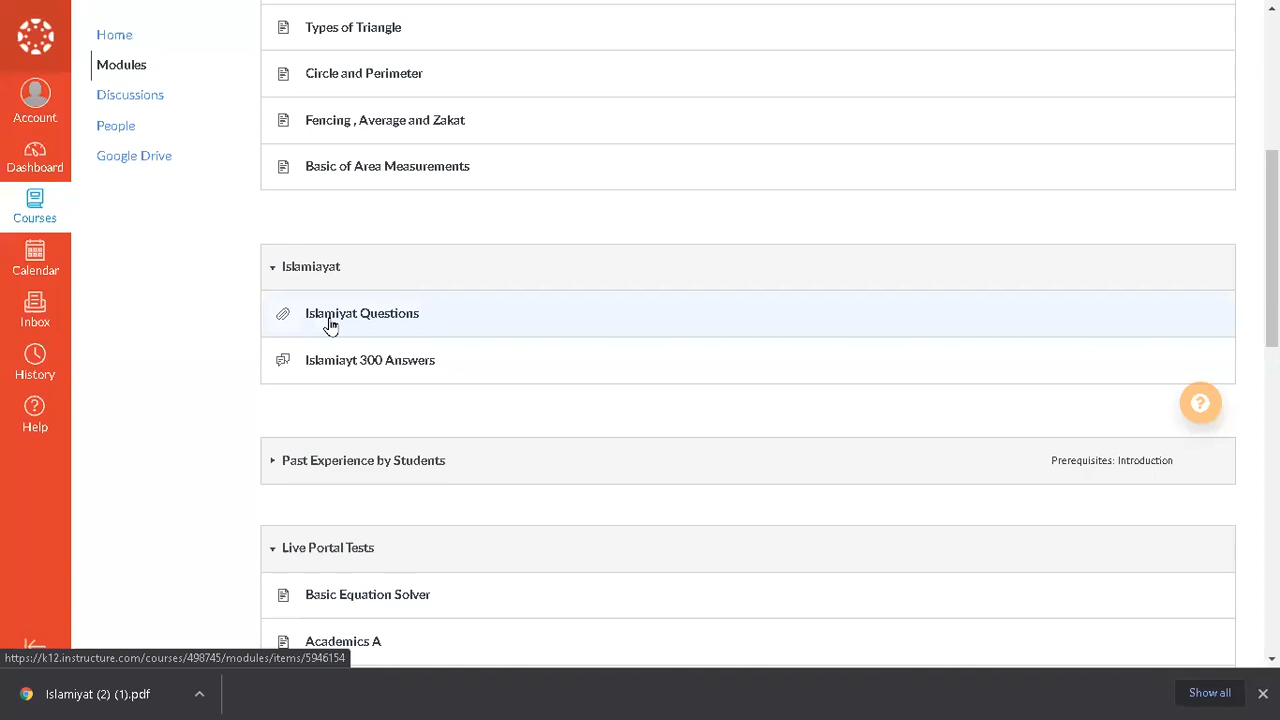 Account
Dashboard
Courses
Calendar
Inbox
History
Help
Home
Modules
Discussions
People
Google Drive
Types of Triangle
Circle and Perimeter
Fencing , Average and Zakat
Basic of Area Measurements
Islamiayat
Islamiyat Questions
Islamiayt 300 Answers
Past Experience by Students
Prerequisites: Introduction
Live Portal Tests
Basic Equation Solver
Academics A
https://k12.instructure.com/courses/498745/modules/items/5946154
Islamiyat (2) (1).pdf
Show all